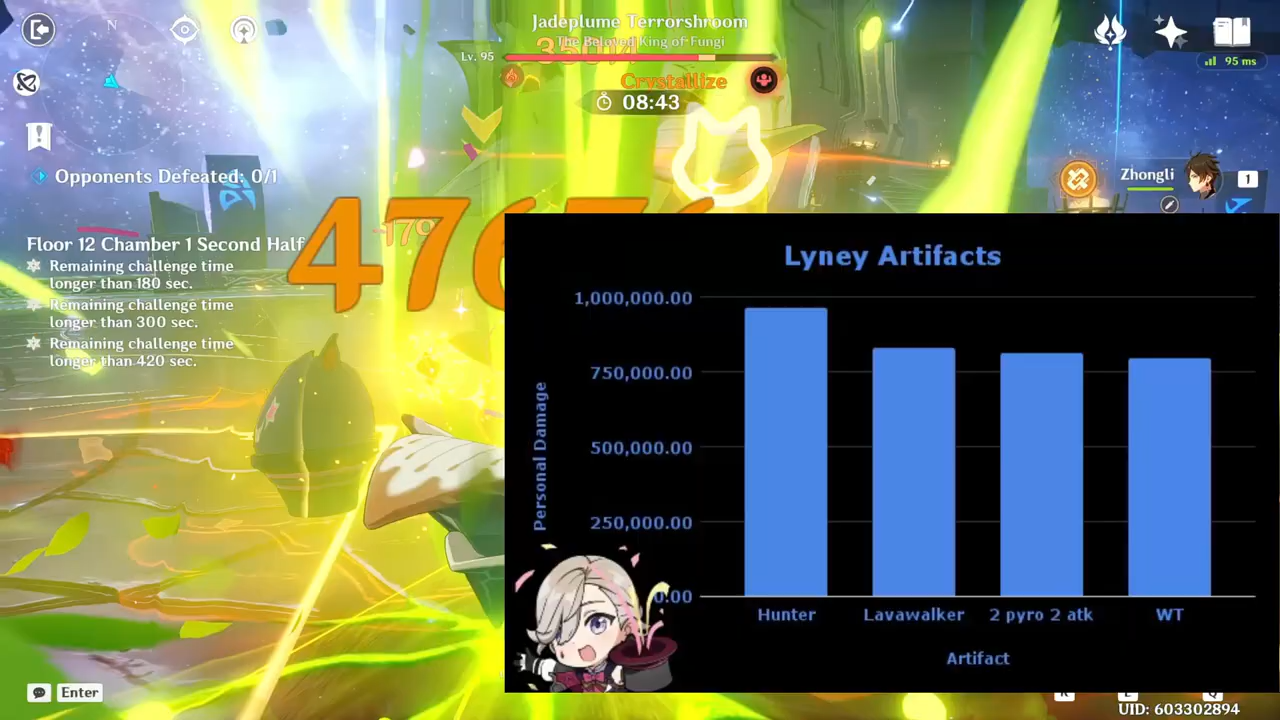 N
Jadeplume Terrorshroom
The Beloved King of Fungi
Lv. 95
Crystallize
08:43
95 ms
Opponents Defeated: 0/1
Zhongli
1
Floor 12 Chamber 1 Second Half
Remaining challenge time
longer than 180 sec.
Remaining challenge time
longer than 300 sec.
Remaining challenge time
longer than 420 sec.
Lyney Artifacts
Personal Damage
1,000,000.00
750,000.00
500,000.00
250,000.00
0.00
Hunter
Lavawalker
2 pyro 2 atk
WT
Artifact
Enter
UID: 603302894